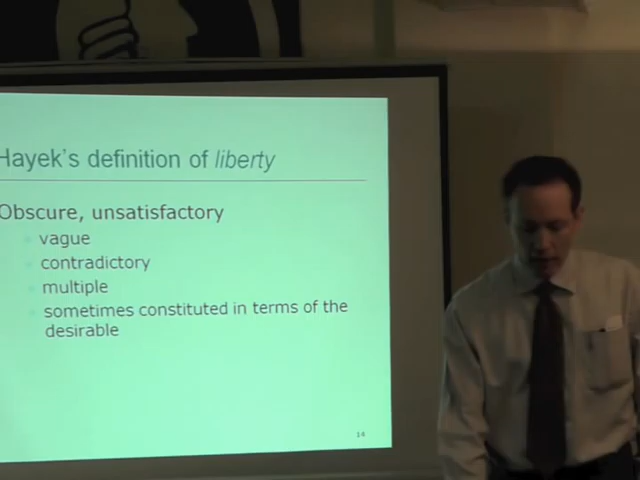 Hayek's definition of liberty
Obscure, unsatisfactory
vague
contradictory
multiple
sometimes constituted in terms of the
desirable
14